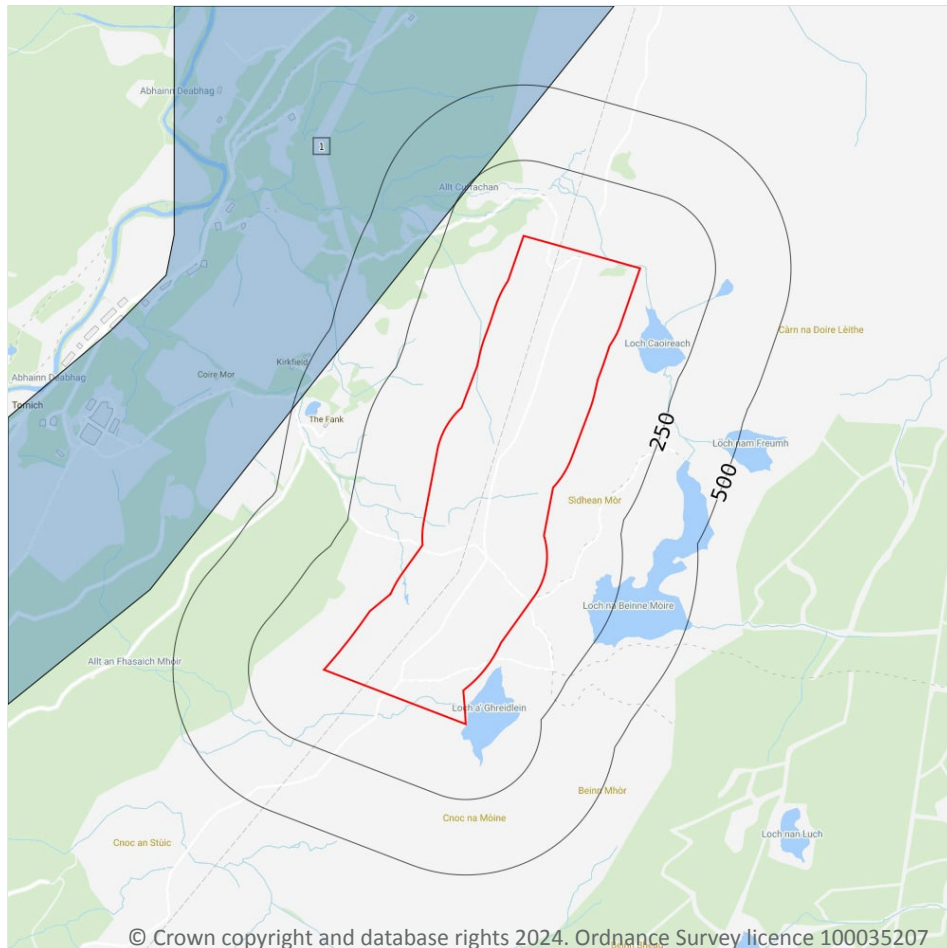 Abhainn Deabhag
1
Allt Currachan
Càrn na Doire Lèithe
Loch Caoireach
Kirkfield
Coire Mor
Abhainn Deabhag
Tomich
The Fank
250
Loch nam Freumh
500
Sìdhean Mòr
Loch na Beinne Mòire
Allt an Fhasaich Mhoir
Loch a' Ghreidlein
Beinn Mhòr
Cnoc na Mòine
Loch nan Luch
Cnoc an Stùic
© Crown copyright and database rights 2024. Ordnance Survey licence 100035207